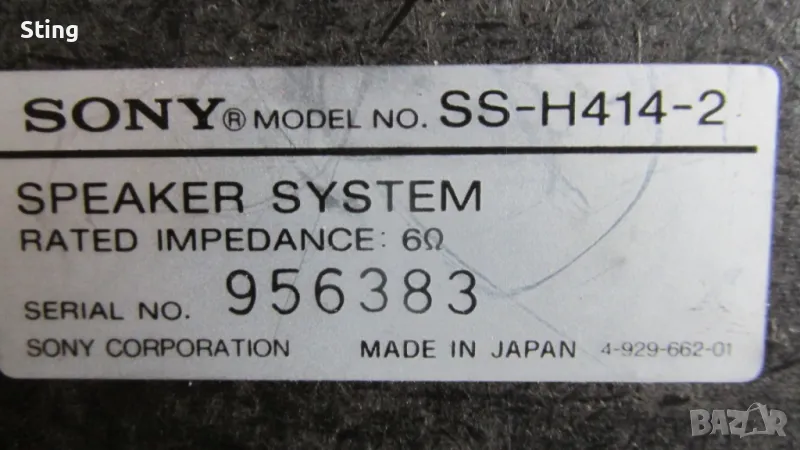 Sting
SONY® MODEL NO. SS-H414-2
SPEAKER SYSTEM
RATED IMPEDANCE: 6Ω
SERIAL NO. 956383
SONY CORPORATION MADE IN JAPAN 4-929-662-01
BAZAR